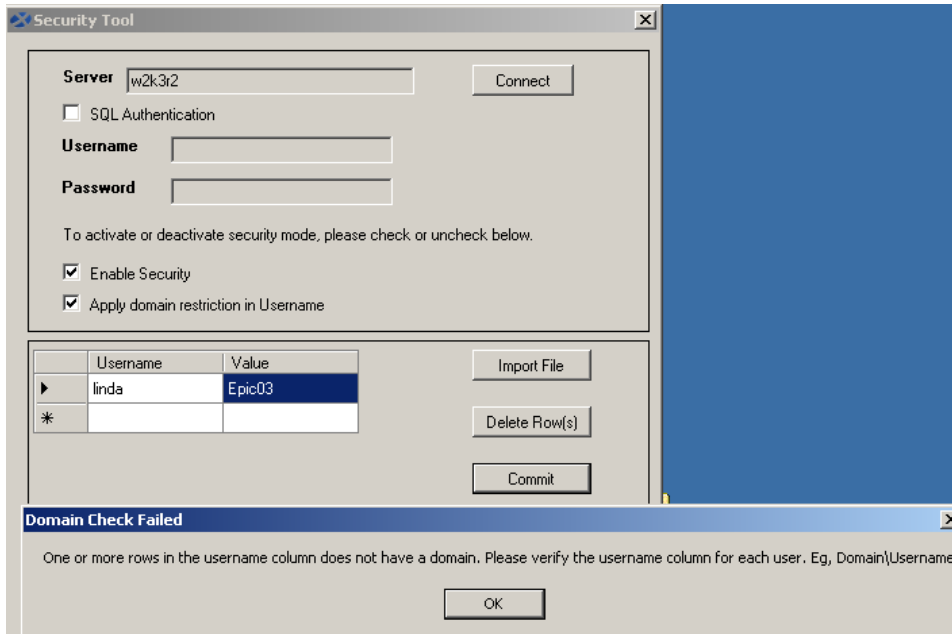 Security Tool
Server w2k3r2 Connect
SQL Authentication
Username
Password
To activate or deactivate security mode, please check or uncheck below.
Enable Security
Apply domain restriction in Username
Username Value Import File
linda Epic03
Delete Row(s)
Commit
Domain Check Failed
One or more rows in the username column does not have a domain. Please verify the username column for each user. Eg, Domain\Username
OK